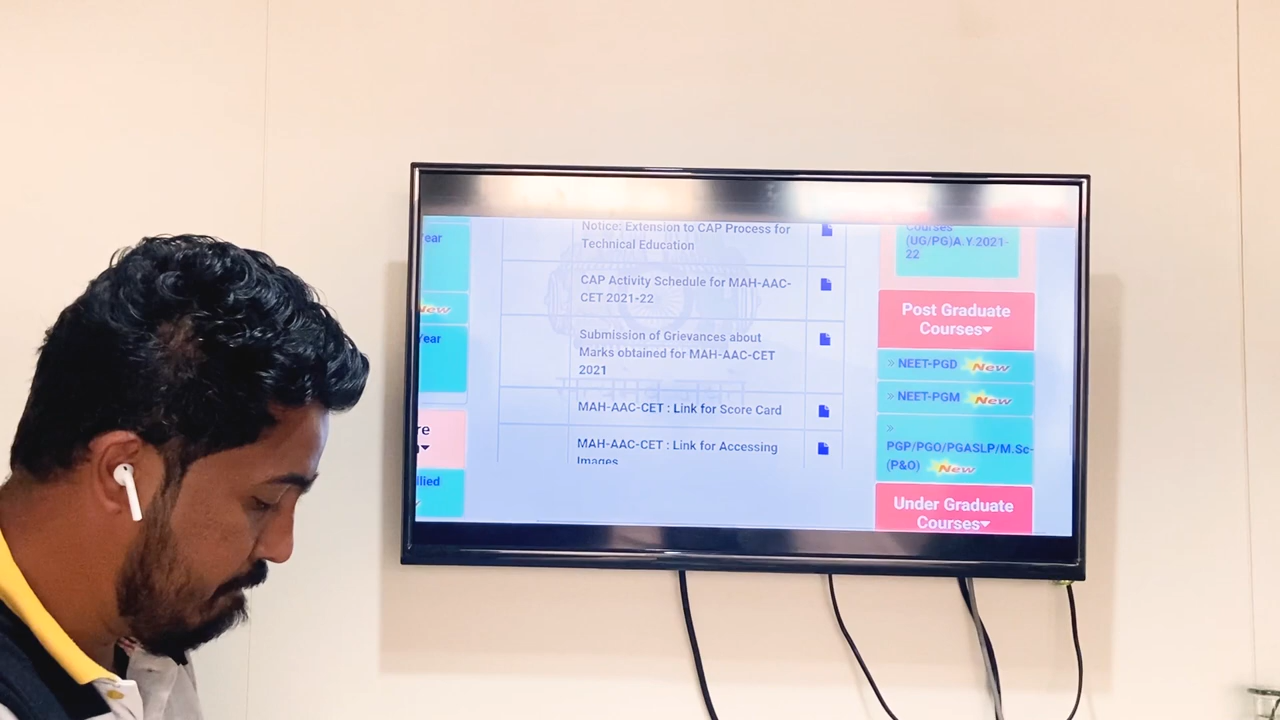 ear
New
ear
re
llied
Notice: Extension to CAP Process for
Technical Education
CAP Activity Schedule for MAH-AAC-
CET 2021-22
Submission of Grievances about
Marks obtained for MAH-AAC-CET
2021
MAH-AAC-CET : Link for Score Card
MAH-AAC-CET : Link for Accessing
Images
Courses
(UG/PG)A.Y.2021-
22
Post Graduate
Courses
» NEET-PGD New
» NEET-PGM New
»
PGP/PGO/PGASLP/M.Sc-
(P&O) New
Under Graduate
Courses